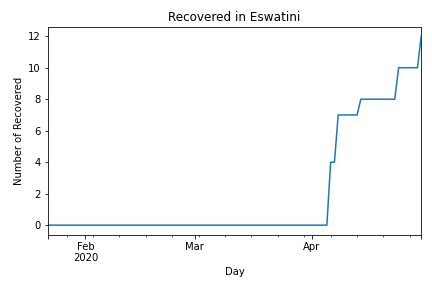 Recovered in Eswatini
12
10
8
6
4
2
0
Number of Recovered
Feb
2020
Mar
Apr
Day